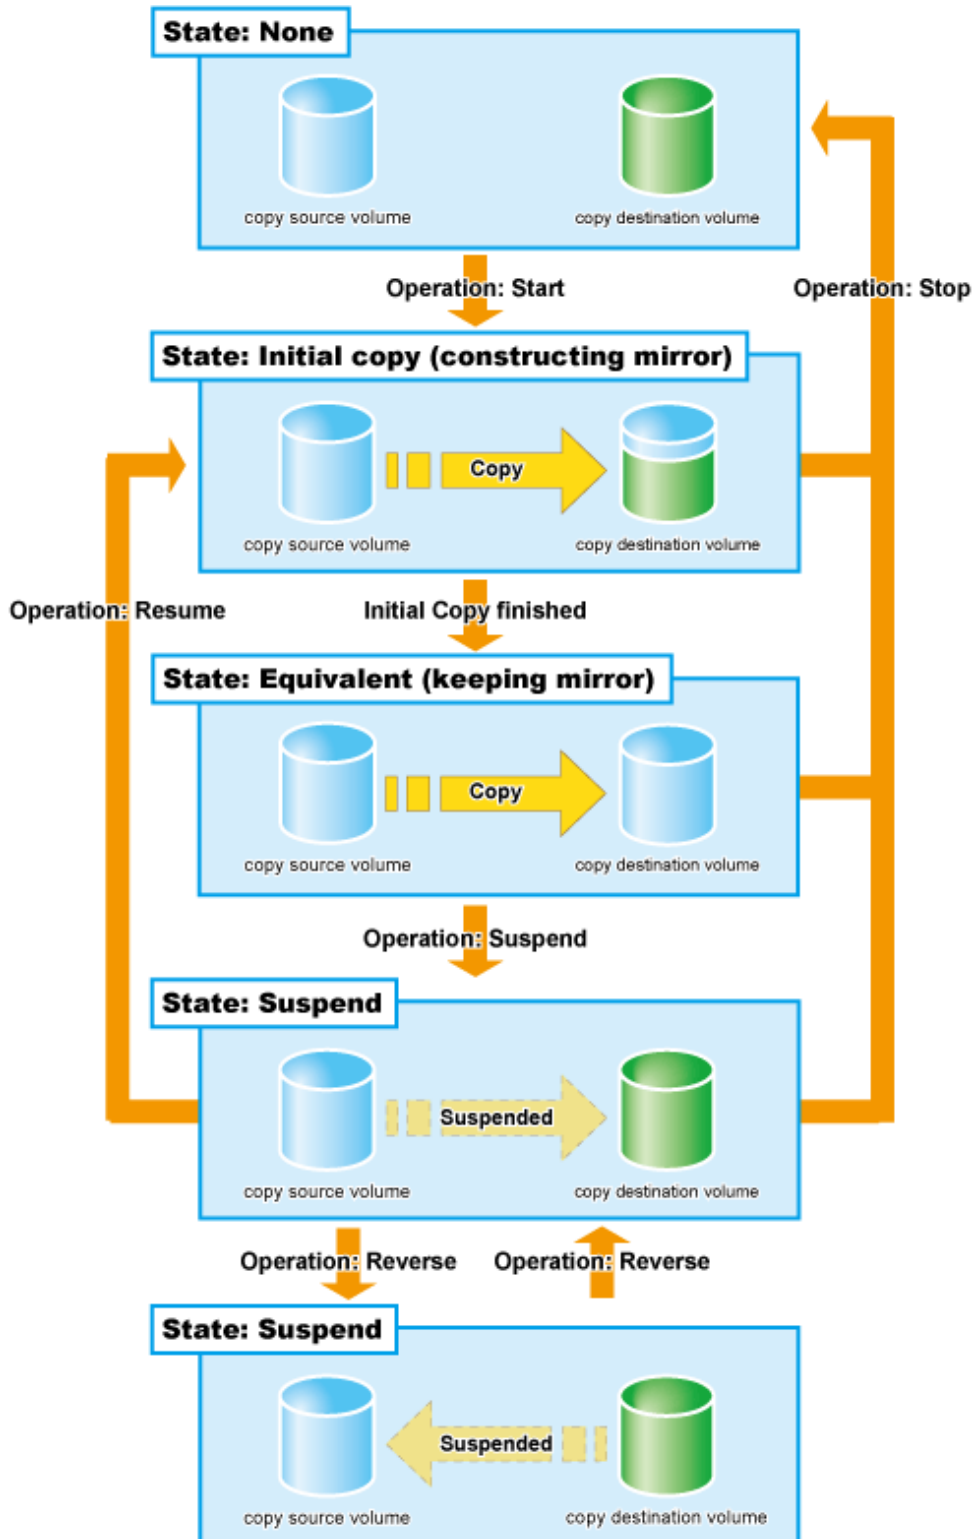 State: None
copy source volume
copy destination volume
Operation: Start
Operation: Stop
State: Initial copy (constructing mirror)
Copy
copy source volume
copy destination volume
Operation: Resume
Initial Copy finished
State: Equivalent (keeping mirror)
Copy
copy source volume
copy destination volume
Operation: Suspend
State: Suspend
Suspended
copy source volume
copy destination volume
Operation: Reverse
Operation: Reverse
State: Suspend
Suspended
copy source volume
copy destination volume